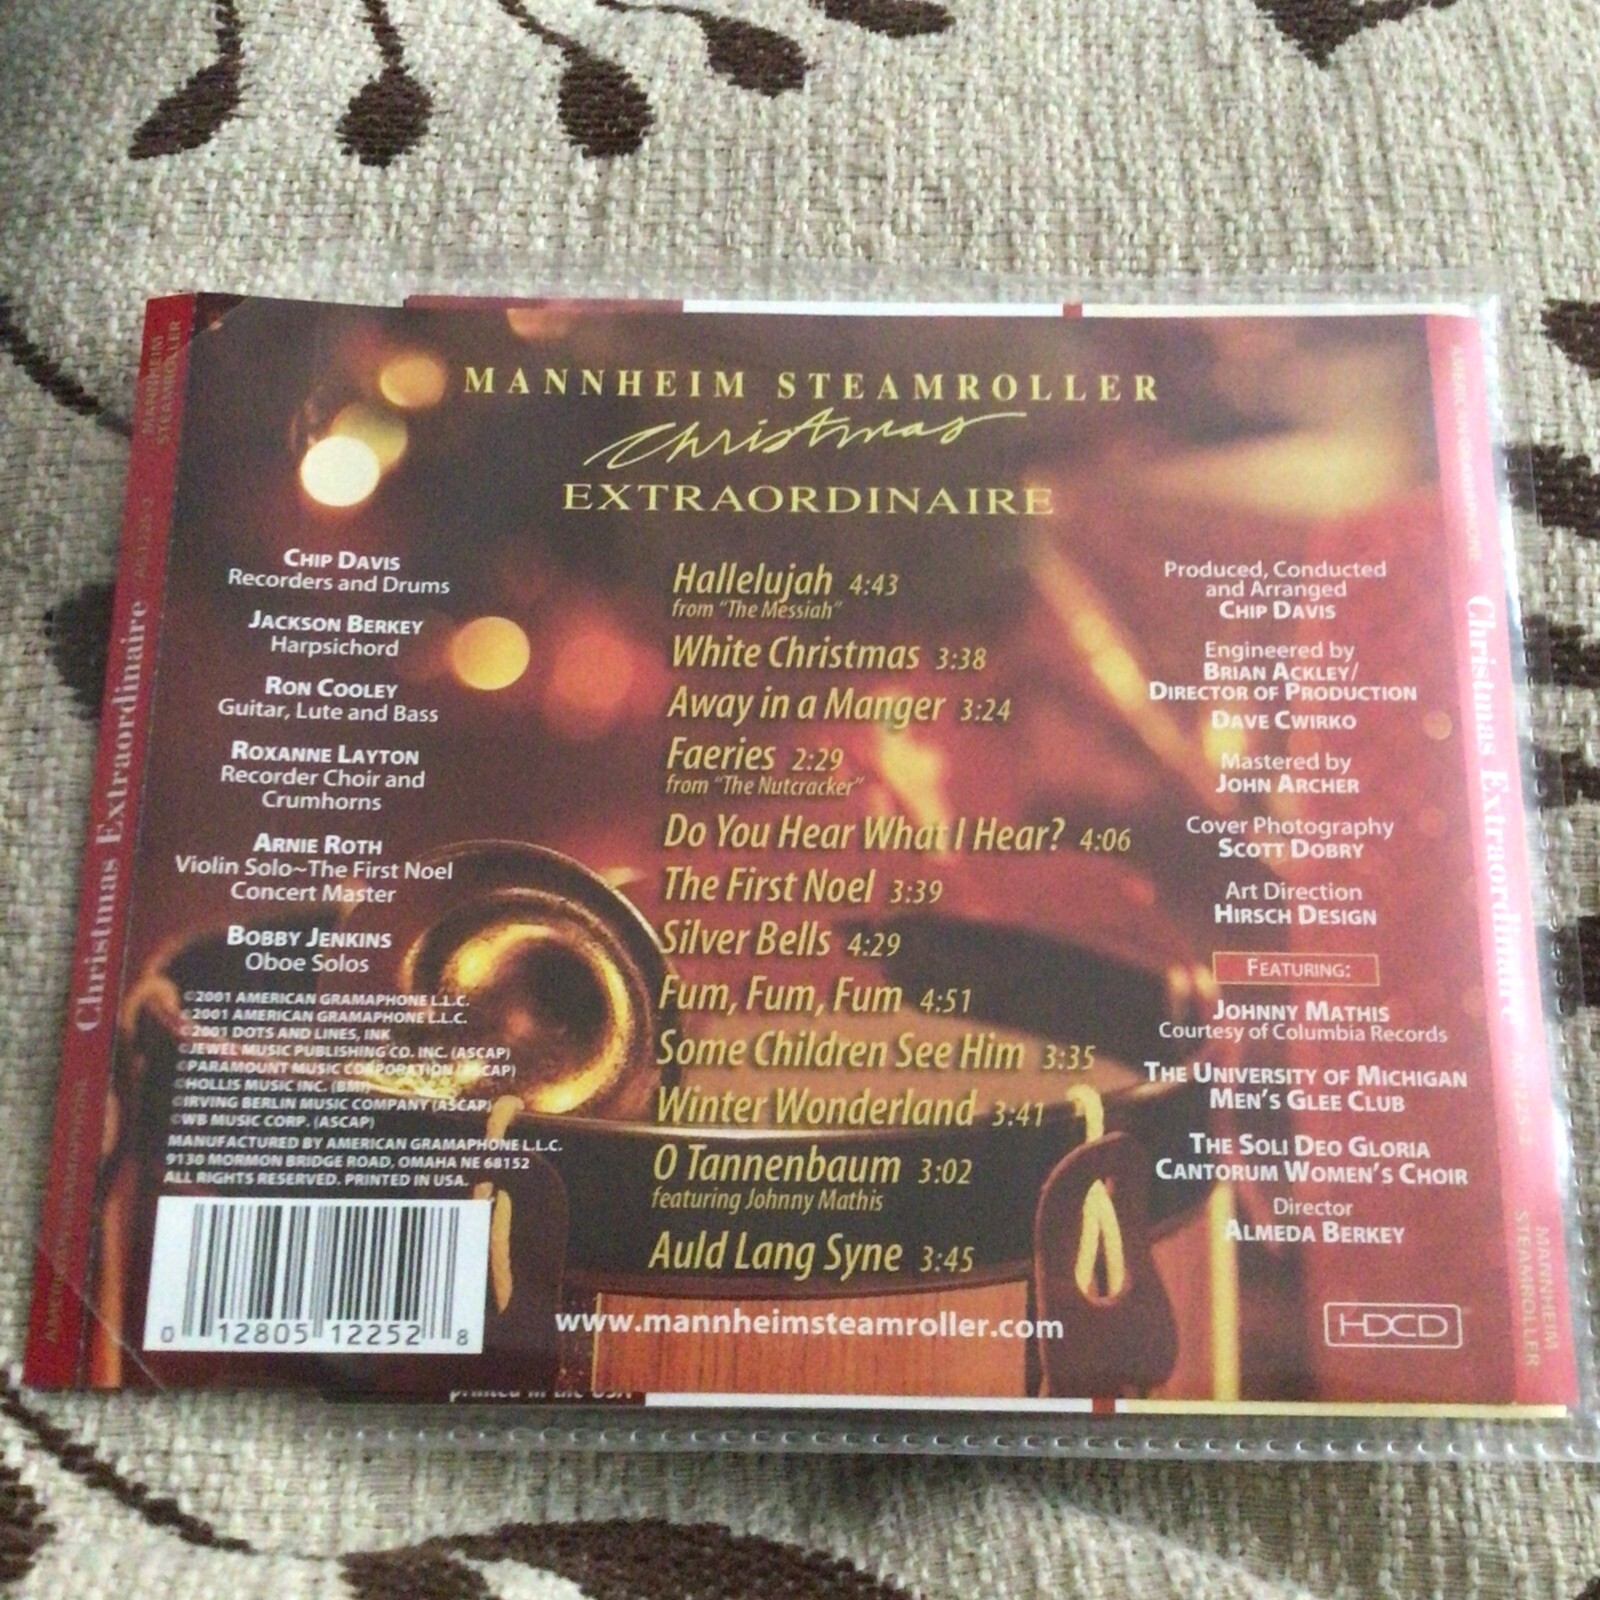 MANNHEIM STEAMROLLER
Christmas
EXTRAORDINAIRE
CHIP DAVIS
Recorders and Drums
JACKSON BERKEY
Harpsichord
RON COOLEY
Guitar, Lute and Bass
ROXANNE LAYTON
Recorder Choir and
Crumhorns
ARNIE ROTH
Violin Solo~The First Noel
Concert Master
BOBBY JENKINS
Oboe Solos
©2001 AMERICAN GRAMAPHONE L.L.C.
©2001 AMERICAN GRAMAPHONE L.L.C.
©2001 DOTS AND LINES, INK
©JEWEL MUSIC PUBLISHING CO. INC. (ASCAP)
©PARAMOUNT MUSIC CORPORATION (ASCAP)
©HOLLIS MUSIC INC. (BMI)
©IRVING BERLIN MUSIC COMPANY (ASCAP)
©WB MUSIC CORP. (ASCAP)
MANUFACTURED BY AMERICAN GRAMAPHONE L.L.C.
9130 MORMON BRIDGE ROAD, OMAHA NE 68152
ALL RIGHTS RESERVED. PRINTED IN USA.
0 12805 12252 8
Hallelujah 4:43
from "The Messiah"
White Christmas 3:38
Away in a Manger 3:24
Faeries 2:29
from "The Nutcracker"
Do You Hear What I Hear? 4:06
The First Noel 3:39
Silver Bells 4:29
Fum, Fum, Fum 4:51
Some Children See Him 3:35
Winter Wonderland 3:41
O Tannenbaum 3:02
featuring Johnny Mathis
Auld Lang Syne 3:45
www.mannheimsteamroller.com
Produced, Conducted
and Arranged
CHIP DAVIS
Engineered by
BRIAN ACKLEY/
DIRECTOR OF PRODUCTION
DAVE CWIRKO
Mastered by
JOHN ARCHER
Cover Photography
SCOTT DOBRY
Art Direction
HIRSCH DESIGN
FEATURING:
JOHNNY MATHIS
Courtesy of Columbia Records
THE UNIVERSITY OF MICHIGAN
MEN'S GLEE CLUB
THE SOLI DEO GLORIA
CANTORUM WOMEN'S CHOIR
Director
ALMEDA BERKEY
HDCD
MANNHEIM
STEAMROLLER
Christmas Extraordinaire
AMERICAN GRAMAPHONE
Christmas Extraordinaire
MANNHEIM
STEAMROLLER
printed in the USA